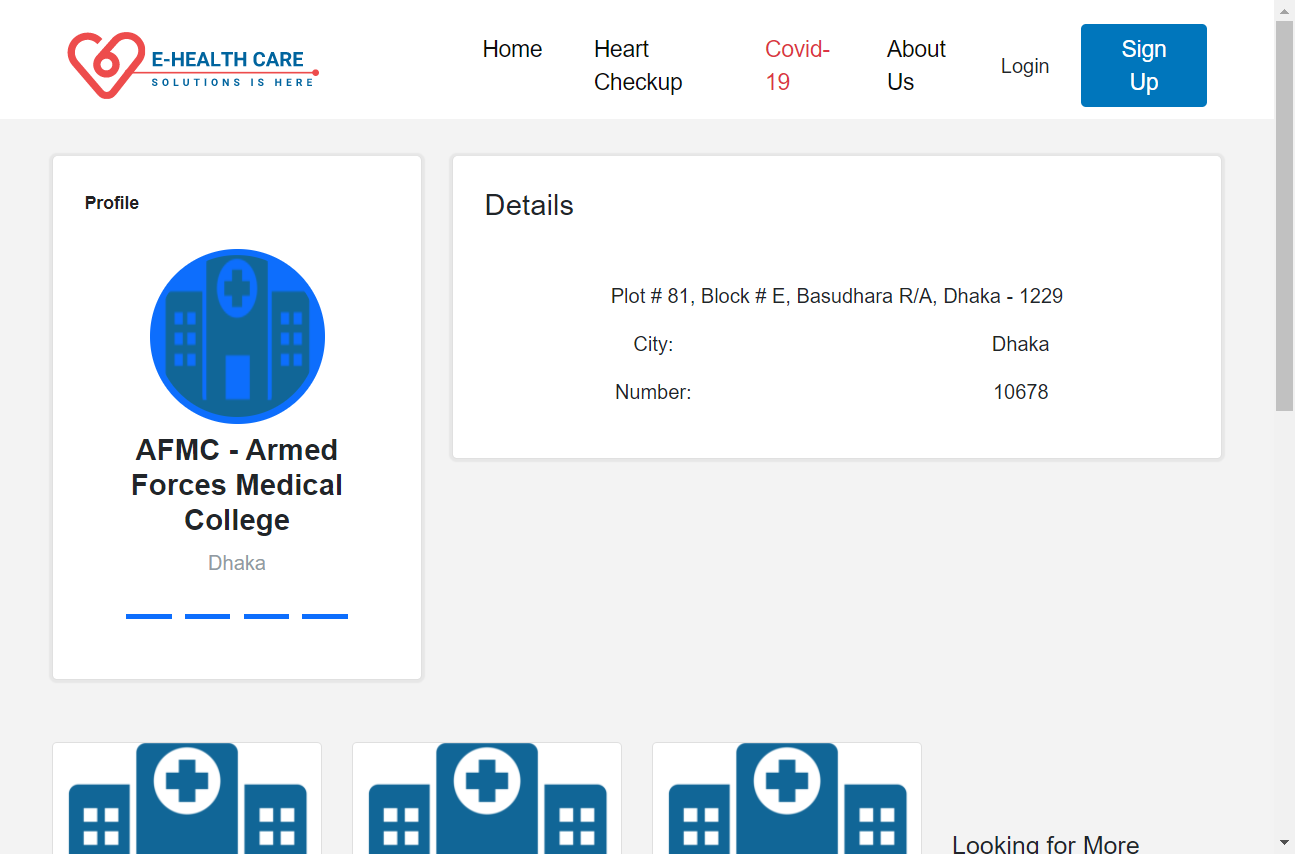 E-HEALTH CARE
SOLUTIONS IS HERE
Home
Heart
Checkup
Covid-
19
About
Us
Login
Sign
Up
Profile
AFMC - Armed
Forces Medical
College
Dhaka
Details
Plot # 81, Block # E, Basudhara R/A, Dhaka - 1229
City: Dhaka
Number: 10678
Looking for More